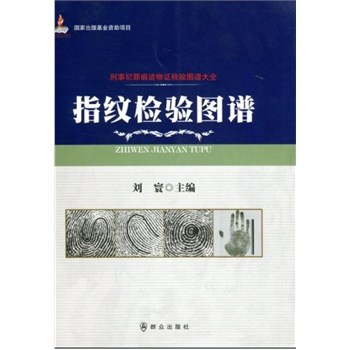 国家出版基金资助项目
刑事犯罪痕迹物证检验图谱大全
指纹检验图谱
ZHIWEN JIANYAN TUPU
刘寰⊙主编
群众出版社